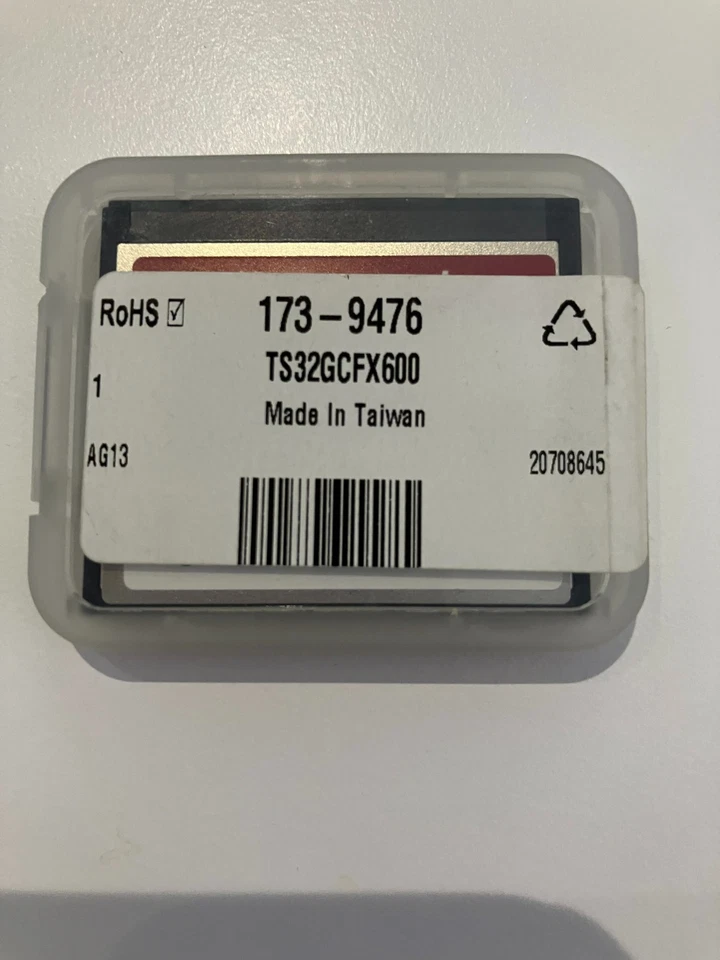 RoHS ☑
173-9476
TS32GCFX600
1
Made In Taiwan
AG13
20708645